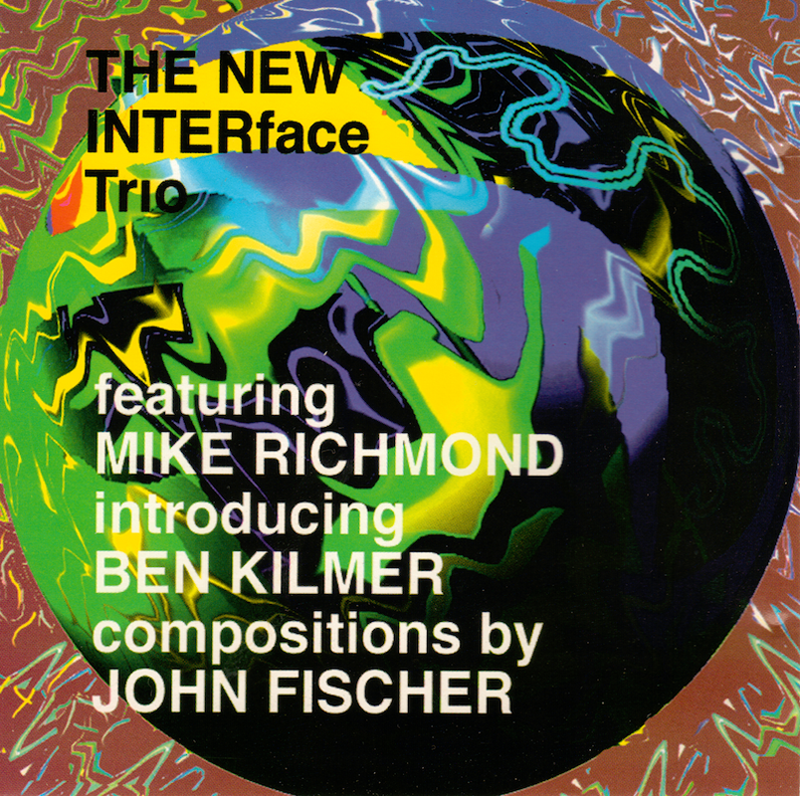 THE NEW
INTERface
Trio
featuring
MIKE RICHMOND
introducing
BEN KILMER
compositions by
JOHN FISCHER